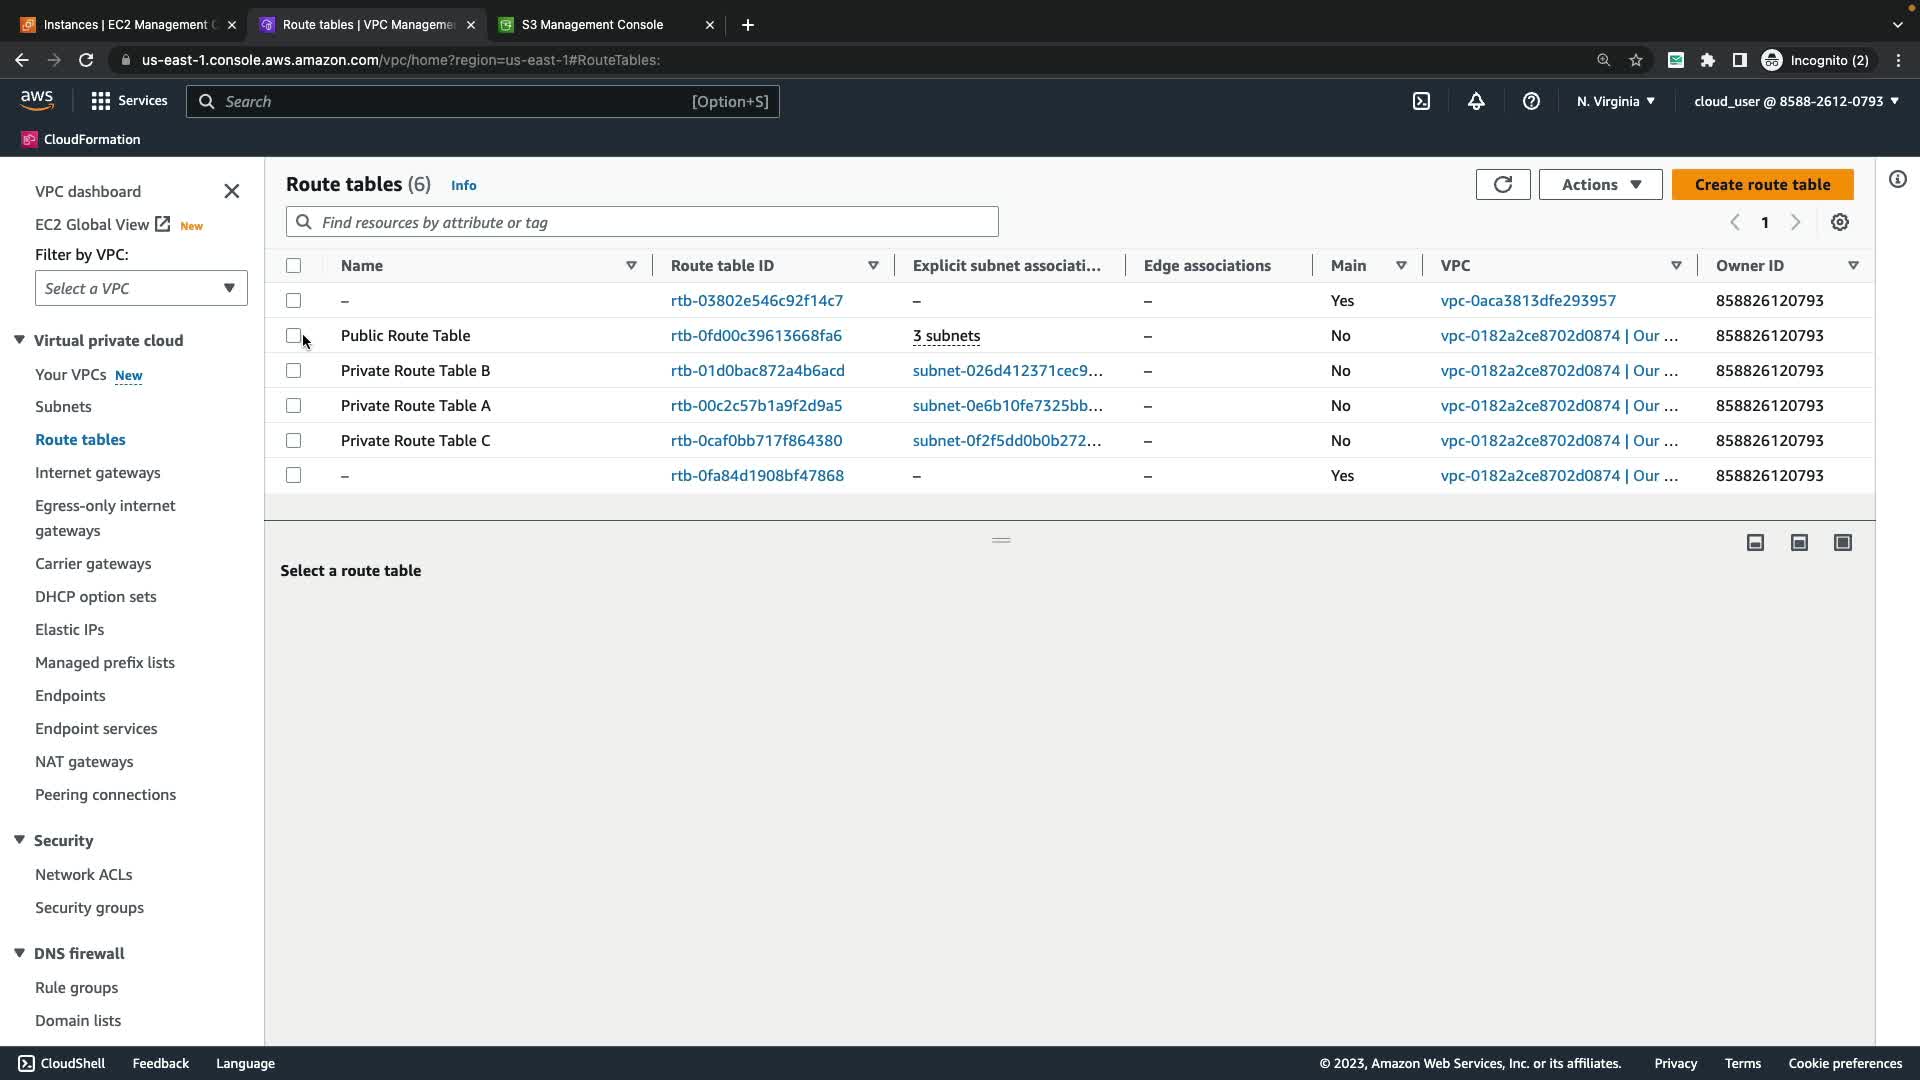 Instances | EC2 Management C
Route tables | VPC Manageme
S3 Management Console
us-east-1.console.aws.amazon.com/vpc/home?region=us-east-1#RouteTables:
Incognito (2)
aws
Services
Search
[Option+S]
N. Virginia
cloud_user @ 8588-2612-0793
CloudFormation
VPC dashboard
EC2 Global View New
Filter by VPC:
Select a VPC
Virtual private cloud
Your VPCs New
Subnets
Route tables
Internet gateways
Egress-only internet
gateways
Carrier gateways
DHCP option sets
Elastic IPs
Managed prefix lists
Endpoints
Endpoint services
NAT gateways
Peering connections
Security
Network ACLs
Security groups
DNS firewall
Rule groups
Domain lists
Route tables (6) Info
Actions
Create route table
Find resources by attribute or tag
1
Name Route table ID Explicit subnet associati... Edge associations Main VPC Owner ID
– rtb-03802e546c92f14c7 – – Yes vpc-0aca3813dfe293957 858826120793
Public Route Table rtb-0fd00c39613668fa6 3 subnets – No vpc-0182a2ce8702d0874 | Our ... 858826120793
Private Route Table B rtb-01d0bac872a4b6acd subnet-026d412371cec9... – No vpc-0182a2ce8702d0874 | Our ... 858826120793
Private Route Table A rtb-00c2c57b1a9f2d9a5 subnet-0e6b10fe7325bb... – No vpc-0182a2ce8702d0874 | Our ... 858826120793
Private Route Table C rtb-0caf0bb717f864380 subnet-0f2f5dd0b0b272... – No vpc-0182a2ce8702d0874 | Our ... 858826120793
– rtb-0fa84d1908bf47868 – – Yes vpc-0182a2ce8702d0874 | Our ... 858826120793
Select a route table
CloudShell Feedback Language © 2023, Amazon Web Services, Inc. or its affiliates. Privacy Terms Cookie preferences